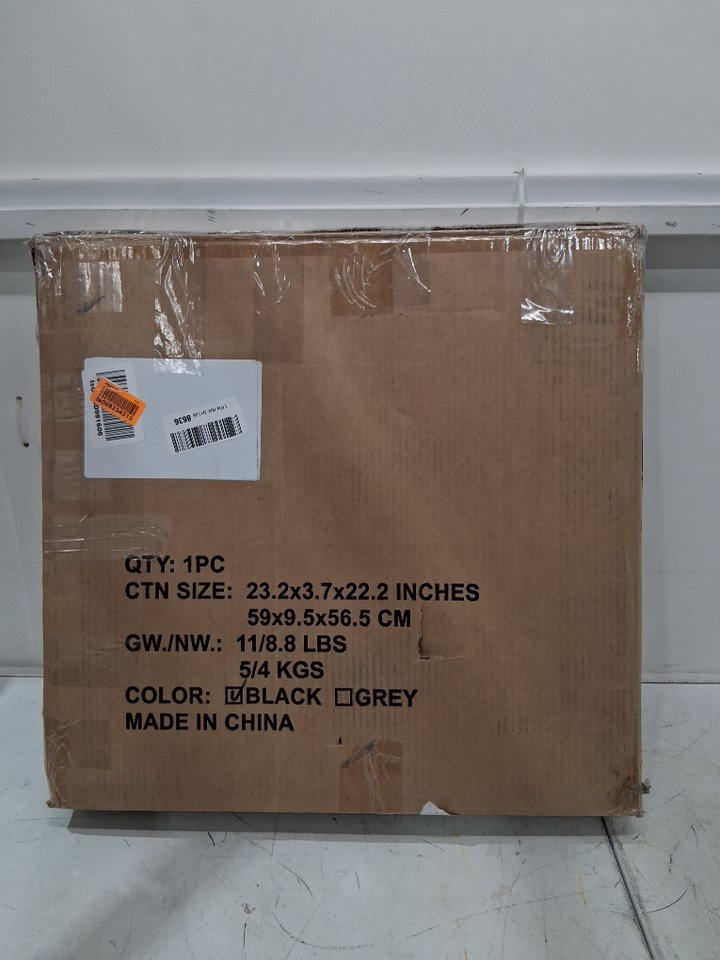 8636
QTY: 1PC
CTN SIZE: 23.2x3.7x22.2 INCHES
59x9.5x56.5 CM
GW./NW.: 11/8.8 LBS
5/4 KGS
COLOR: ☑BLACK ☐GREY
MADE IN CHINA